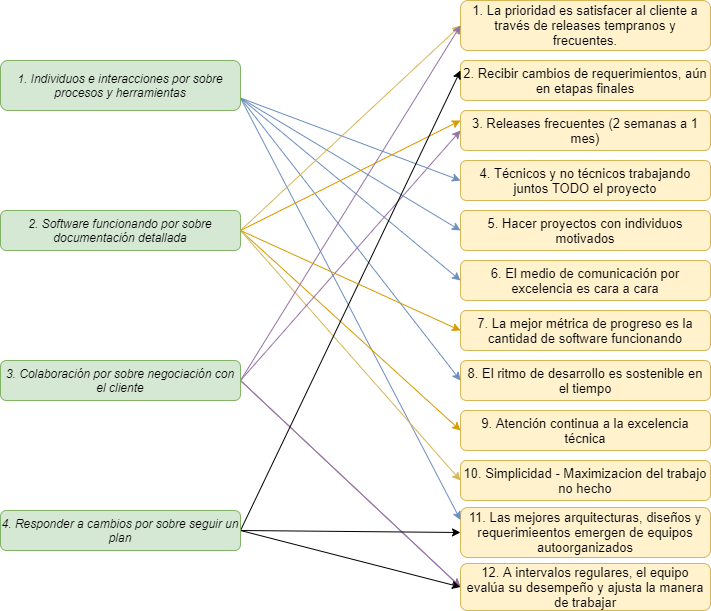 1. Individuos e interacciones por sobre
procesos y herramientas
2. Software funcionando por sobre
documentación detallada
3. Colaboración por sobre negociación con
el cliente
4. Responder a cambios por sobre seguir un
plan
1. La prioridad es satisfacer al cliente a
través de releases tempranos y
frecuentes.
2. Recibir cambios de requerimientos, aún
en etapas finales
3. Releases frecuentes (2 semanas a 1
mes)
4. Técnicos y no técnicos trabajando
juntos TODO el proyecto
5. Hacer proyectos con individuos
motivados
6. El medio de comunicación por
excelencia es cara a cara
7. La mejor métrica de progreso es la
cantidad de software funcionando
8. El ritmo de desarrollo es sostenible en
el tiempo
9. Atención continua a la excelencia
técnica
10. Simplicidad - Maximizacion del trabajo
no hecho
11. Las mejores arquitecturas, diseños y
requerimieentos emergen de equipos
autoorganizados
12. A intervalos regulares, el equipo
evalúa su desempeño y ajusta la manera
de trabajar